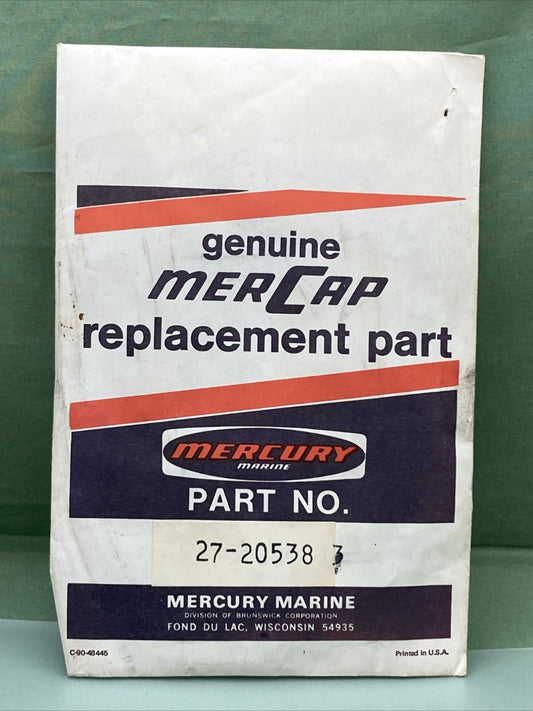 genuine
MERCAP
replacement part
MERCURY
MARINE
PART NO.
27-20538 3
MERCURY MARINE
DIVISION OF BRUNSWICK CORPORATION
FOND DU LAC, WISCONSIN 54935
C-90-48445 Printed in U.S.A.